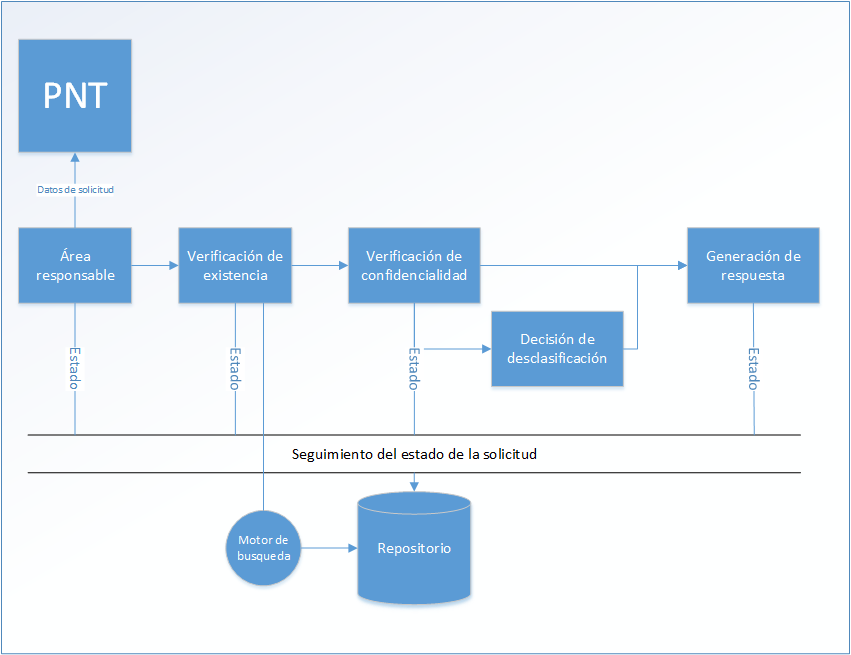 PNT
Datos de solicitud
Área
responsable
Verificación de
existencia
Verificación de
confidencialidad
Generación de
respuesta
Decisión de
desclasificación
Estado
Estado
Estado
Estado
Seguimiento del estado de la solicitud
Motor de
busqueda
Repositorio